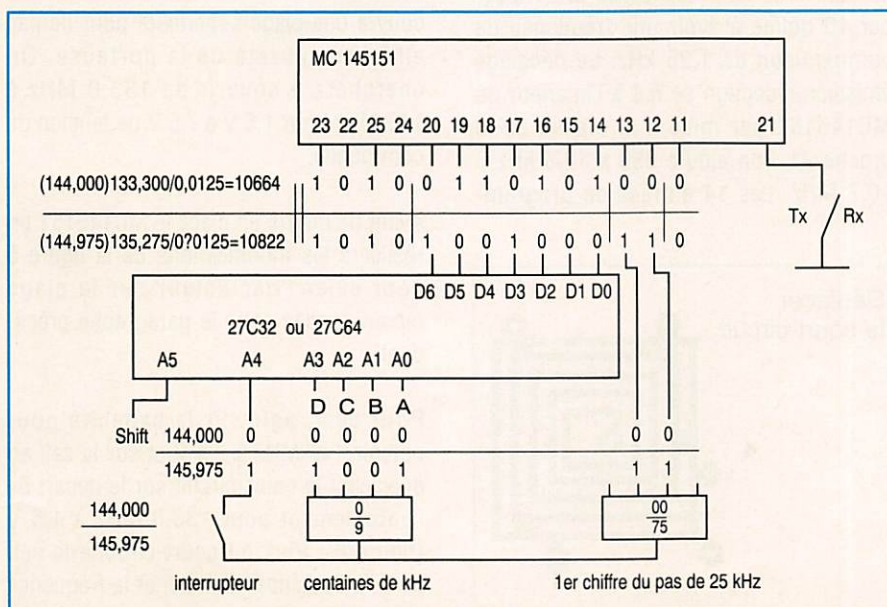 MC 145151
23 22 25 24 20 19 18 17 16 15 14 13 12 11 21
(144,000)133,300/0,0125=10664 1 0 1 0 0 1 1 0 1 0 1 0 0 0
(144,975)135,275/0?0125=10822 1 0 1 0 1 0 0 1 0 0 0 1 1 0
Tx Rx
D6 D5 D4 D3 D2 D1 D0
27C32 ou 27C64
A5 A4 A3 A2 A1 A0
D C B A
Shift 144,000 0 0 0 0 0 0 0
145,975 1 1 0 0 1 1 1
144,000
145,975
0
9
00
75
interrupteur centaines de kHz 1er chiffre du pas de 25 kHz